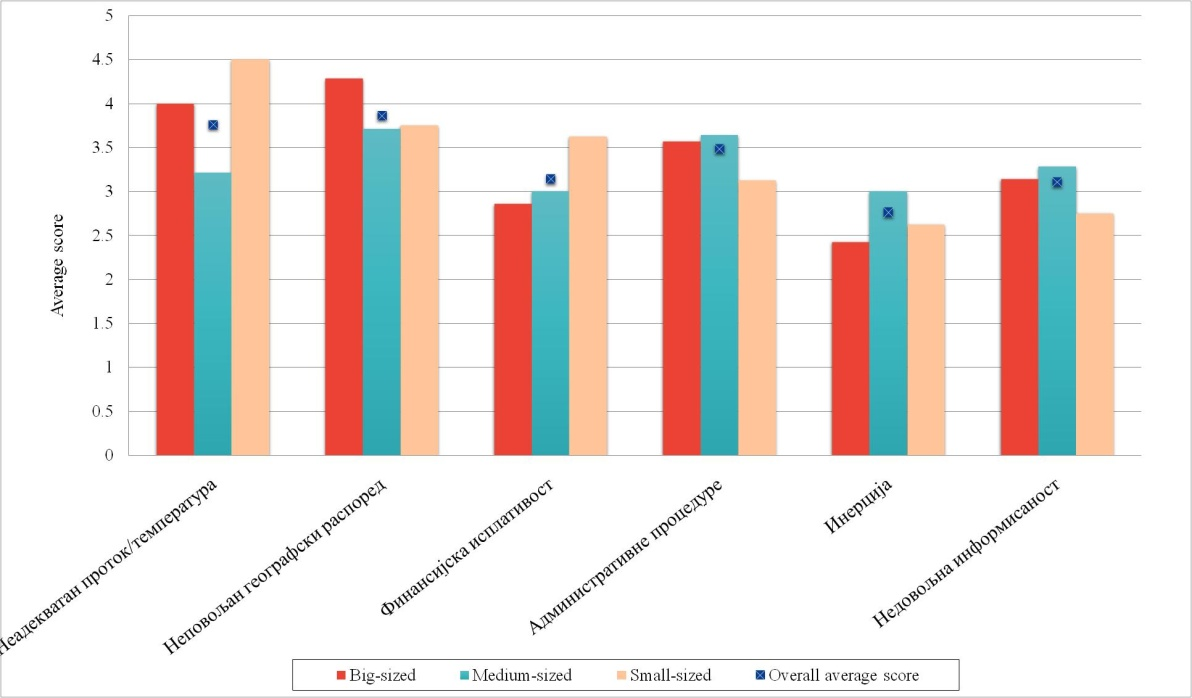 5
4.5
4
3.5
3
2.5
2
1.5
1
0.5
0
Average score
Неадекватан проток/температура
Неповољан географски распоред
Финансијска исплативост
Административне процедуре
Инерција
Недовољна информисаност
Big-sized
Medium-sized
Small-sized
Overall average score